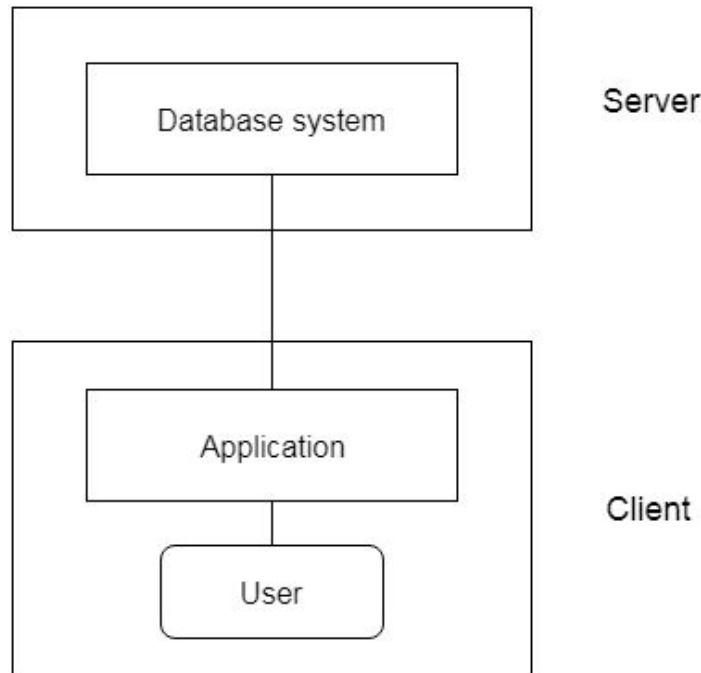 Database system
Server
Application
Client
User